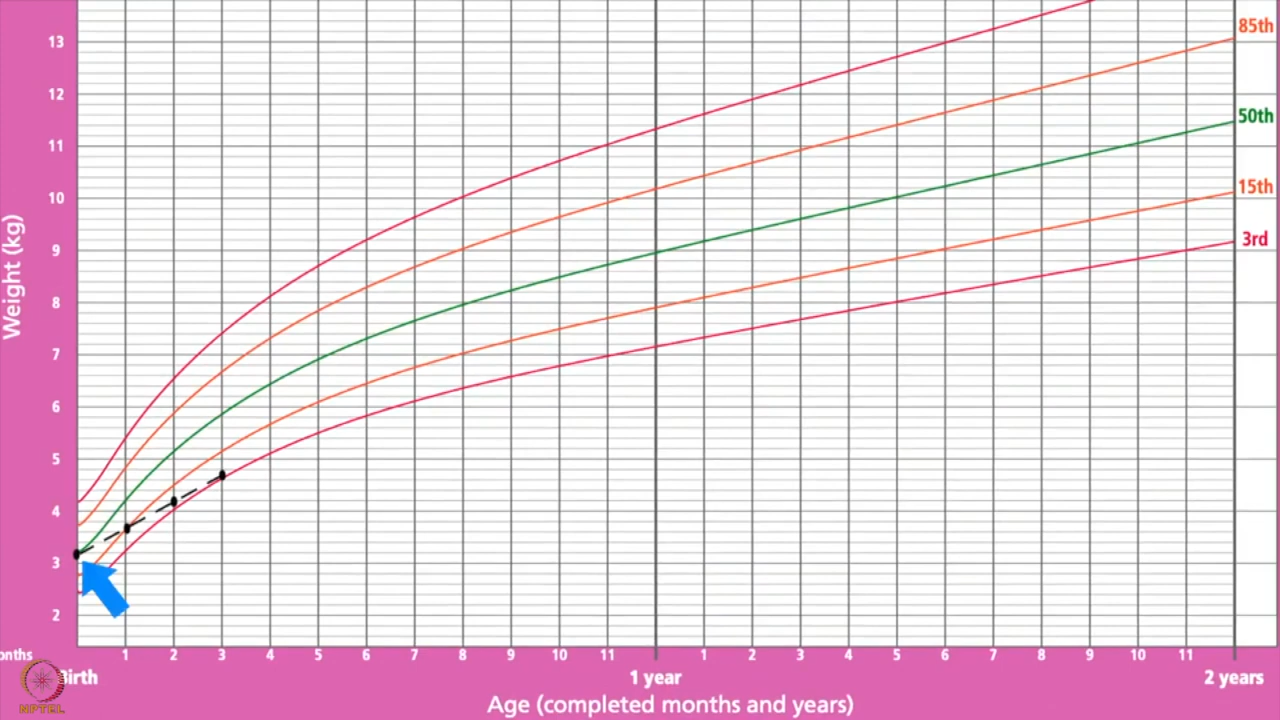 85th
13
12
50th
11
15th
10
3rd
9
8
7
6
5
4
3
2
Weight (kg)
onths 1 2 3 4 5 6 7 8 9 10 11 1 2 3 4 5 6 7 8 9 10 11
Birth 1 year 2 years
Age (completed months and years)
NPTEL